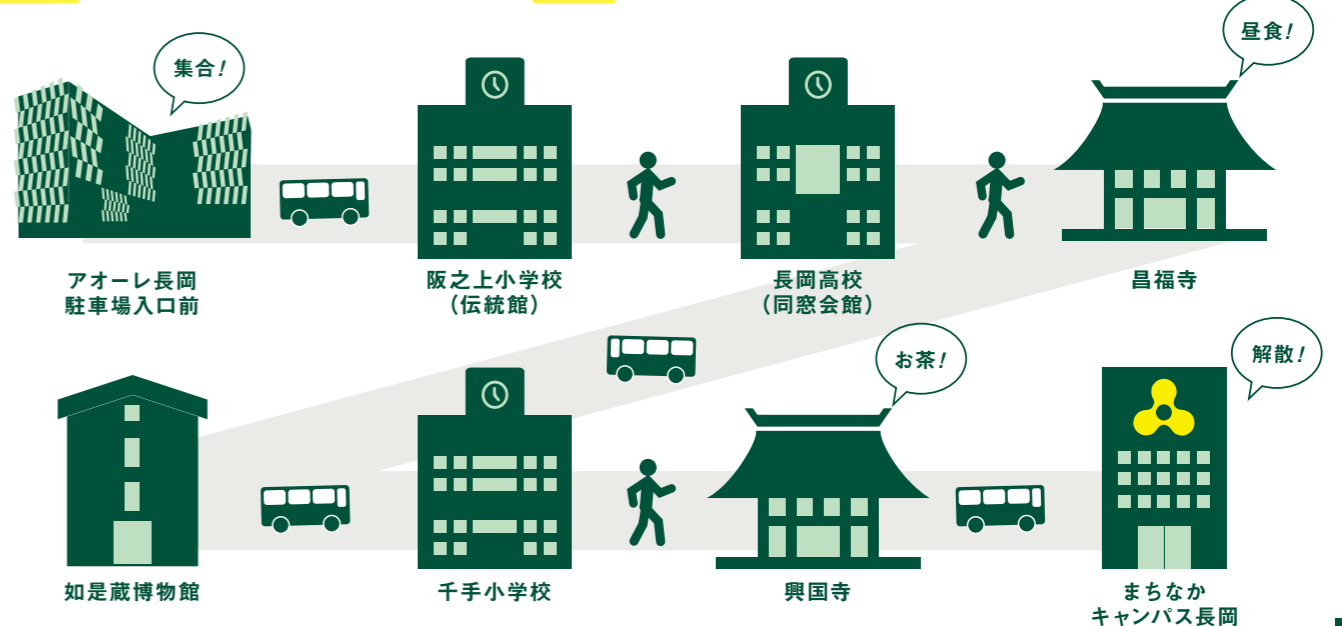 集合!
昼食!
アオーレ長岡
駐車場入口前
阪之上小学校
（伝統館）
長岡高校
（同窓会館）
昌福寺
お茶!
解散!
如是蔵博物館
千手小学校
興国寺
まちなか
キャンパス長岡